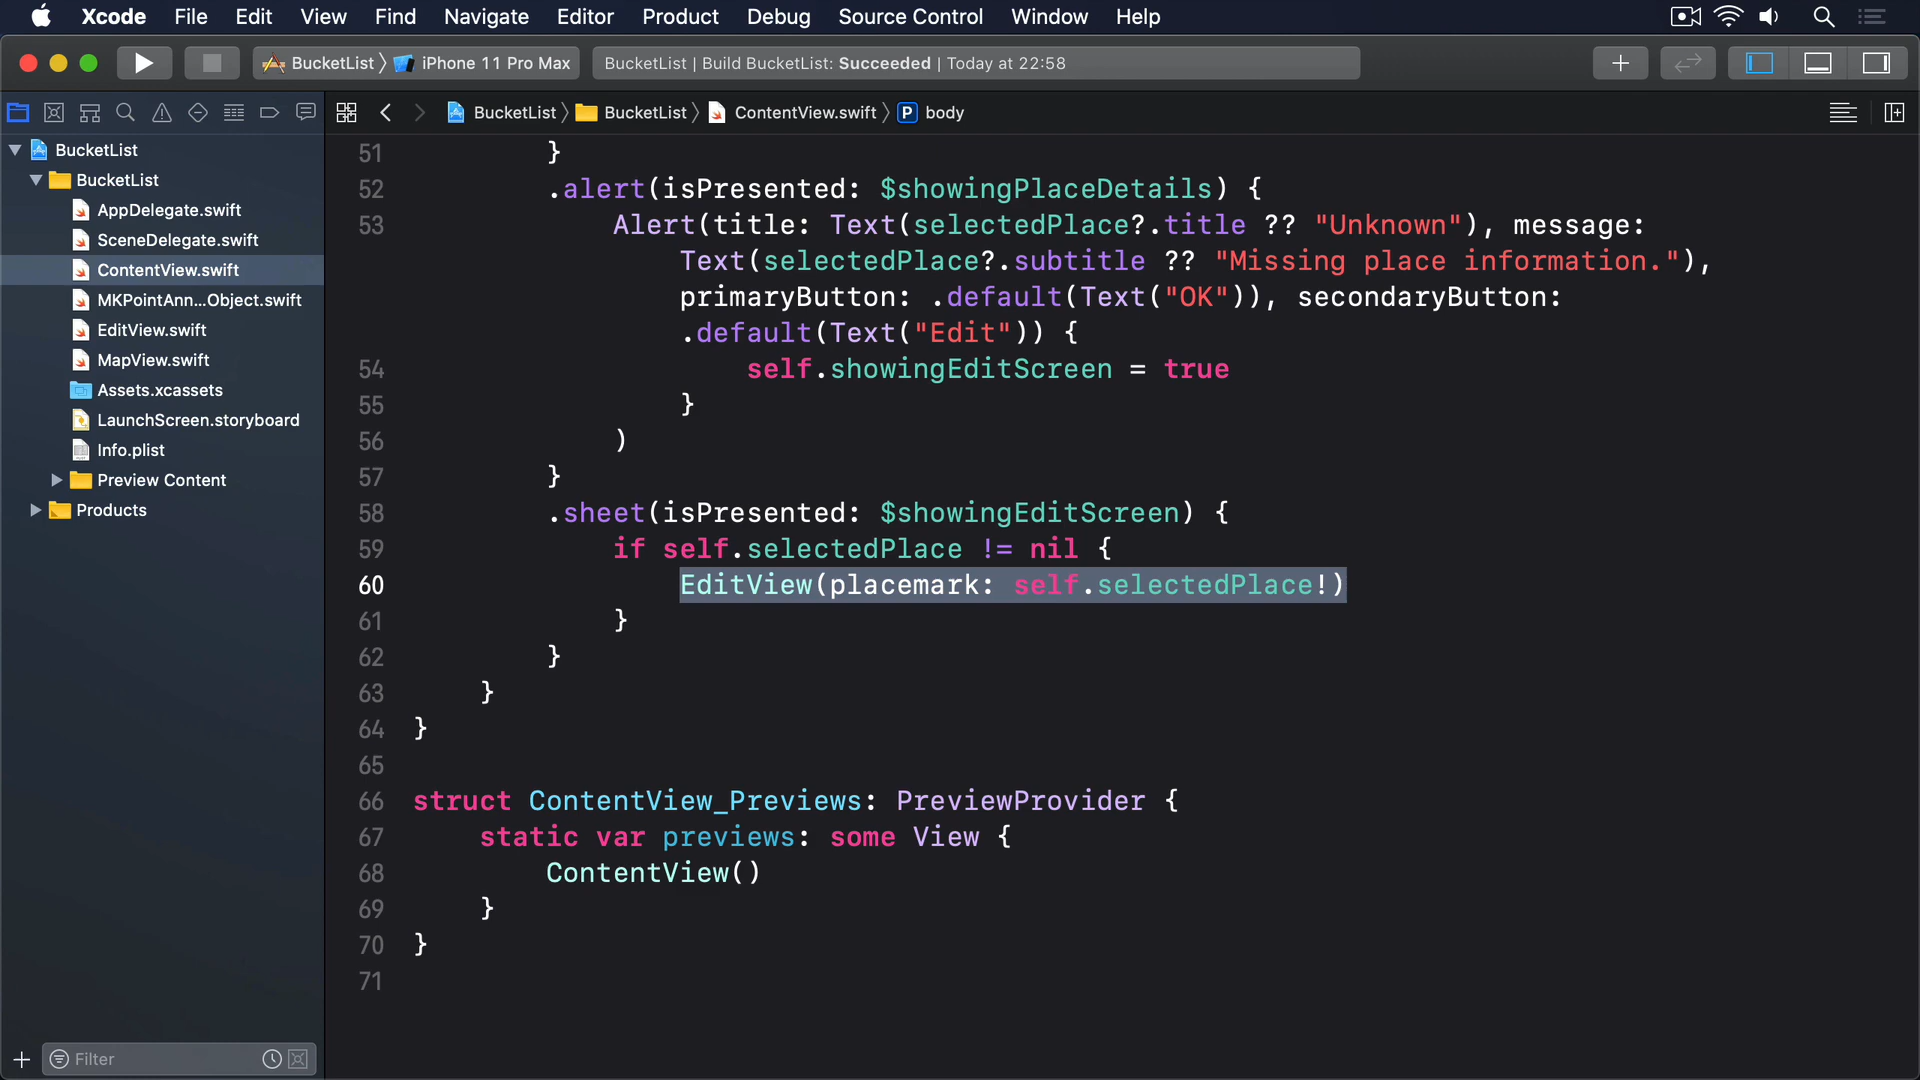 Xcode File Edit View Find Navigate Editor Product Debug Source Control Window Help
BucketList iPhone 11 Pro Max BucketList | Build BucketList: Succeeded | Today at 22:58
BucketList BucketList ContentView.swift P body
BucketList
BucketList
AppDelegate.swift
SceneDelegate.swift
ContentView.swift
MKPointAnn...Object.swift
EditView.swift
MapView.swift
Assets.xcassets
LaunchScreen.storyboard
Info.plist
Preview Content
Products
Filter
51 }
52 .alert(isPresented: $showingPlaceDetails) {
53 Alert(title: Text(selectedPlace?.title ?? "Unknown"), message:
Text(selectedPlace?.subtitle ?? "Missing place information."),
primaryButton: .default(Text("OK")), secondaryButton:
.default(Text("Edit")) {
54 self.showingEditScreen = true
55 }
56 )
57 }
58 .sheet(isPresented: $showingEditScreen) {
59 if self.selectedPlace != nil {
60 EditView(placemark: self.selectedPlace!)
61 }
62 }
63 }
64 }
65
66 struct ContentView_Previews: PreviewProvider {
67 static var previews: some View {
68 ContentView()
69 }
70 }
71